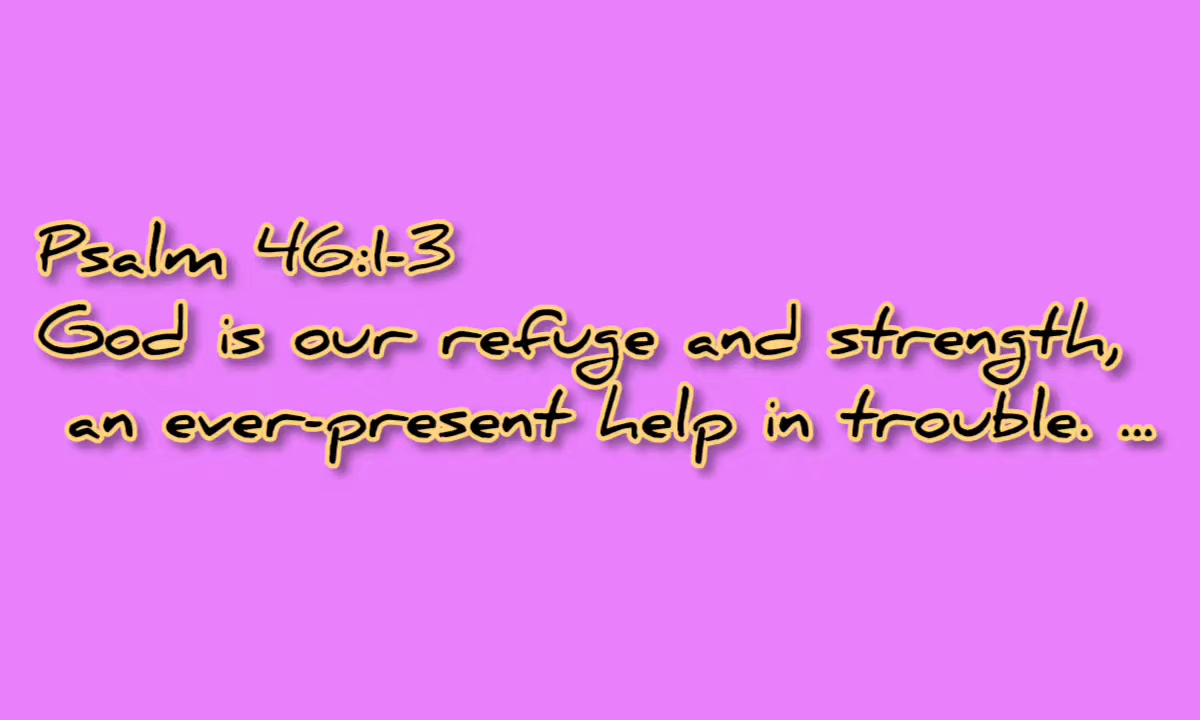 Psalm 46:1-3
God is our refuge and strength,
an ever-present help in trouble. ...